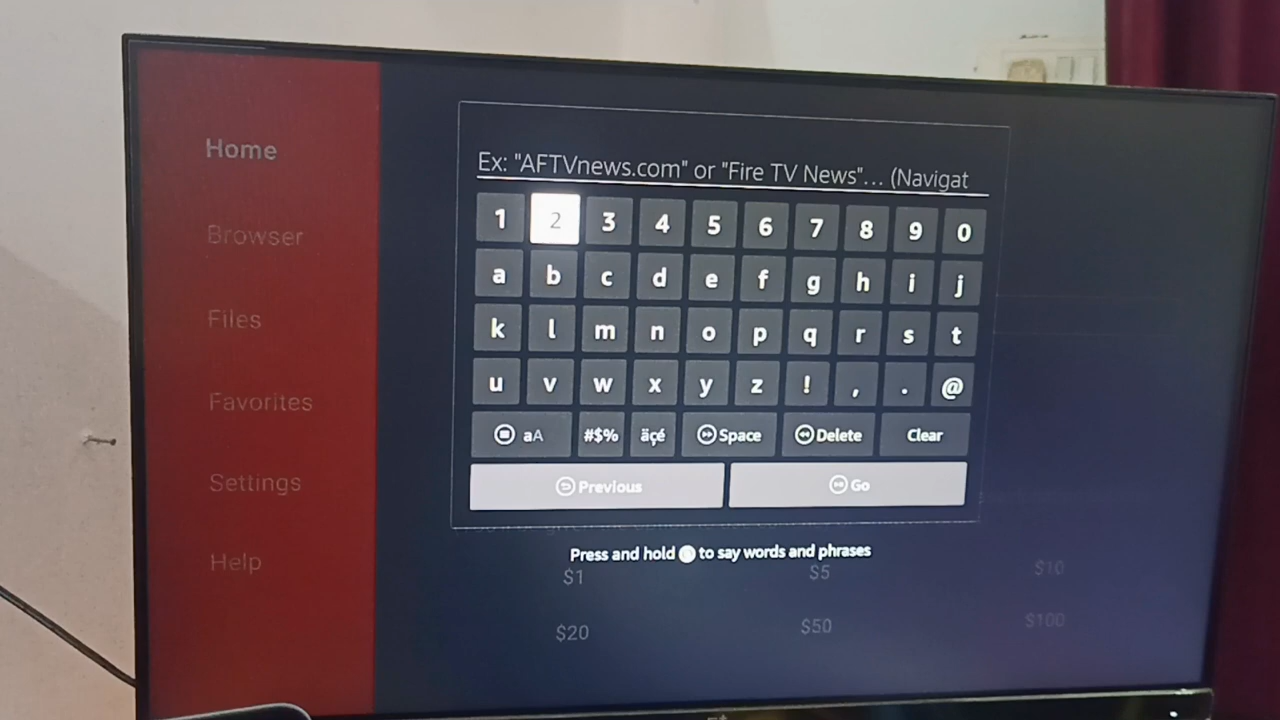 Home
Browser
Files
Favorites
Settings
Help
Ex: "AFTVnews.com" or "Fire TV News"... (Navigat
1 2 3 4 5 6 7 8 9 0
a b c d e f g h i j
k l m n o p q r s t
u v w x y z ! , . @
aA #$% äçé Space Delete Clear
Previous Go
Press and hold to say words and phrases
$1 $5 $10
$20 $50 $100